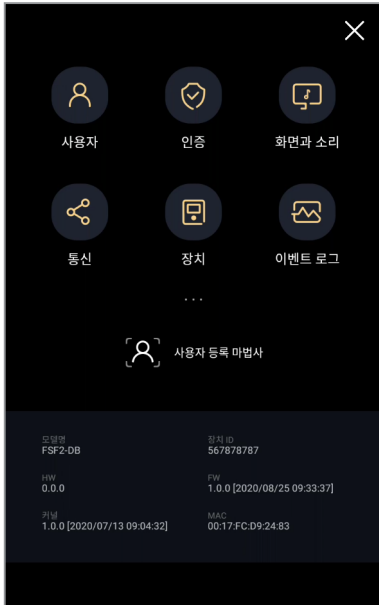 사용자 인증 화면과 소리
통신 장치 이벤트 로그
...
사용자 등록 마법사
모델명 장치 ID
FSF2-DB 567878787
HW FW
0.0.0 1.0.0 [2020/08/25 09:33:37]
커널 MAC
1.0.0 [2020/07/13 09:04:32] 00:17:FC:D9:24:83